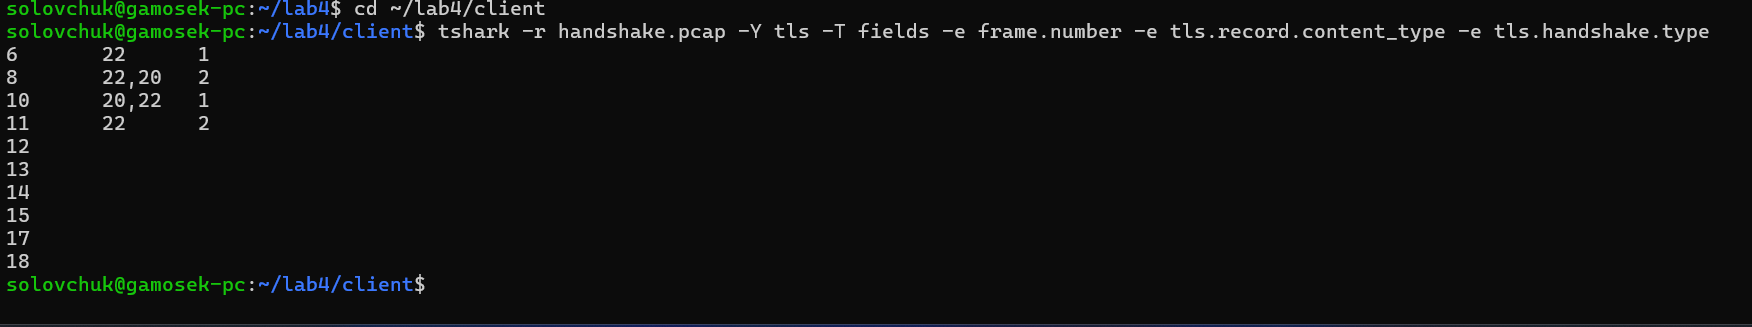 solovchuk@gamosek-pc:~/lab4$ cd ~/lab4/client
solovchuk@gamosek-pc:~/lab4/client$ tshark -r handshake.pcap -Y tls -T fields -e frame.number -e tls.record.content_type -e tls.handshake.type
6       22      1
8       22,20   2
10      20,22   1
11      22      2
12
13
14
15
17
18
solovchuk@gamosek-pc:~/lab4/client$